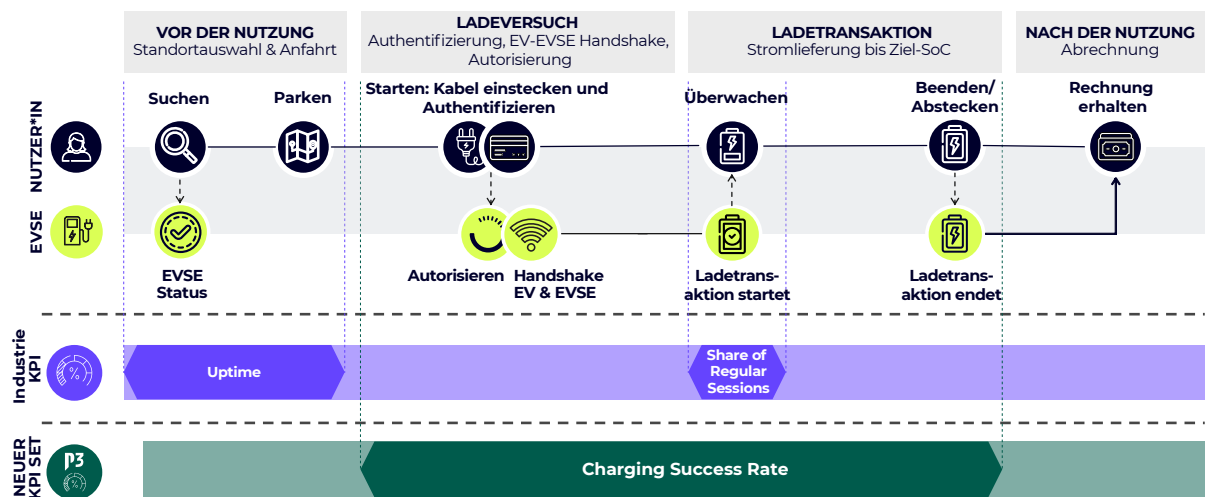 VOR DER NUTZUNG
Standortauswahl & Anfahrt
LADEVERSUCH
Authentifizierung, EV-EVSE Handshake,
Autorisierung
LADETRANSAKTION
Stromlieferung bis Ziel-SoC
NACH DER NUTZUNG
Abrechnung
NUTZER*IN
Suchen
Parken
Starten: Kabel einstecken und
Authentifizieren
Überwachen
Beenden/
Abstecken
Rechnung
erhalten
EVSE
EVSE
Status
Autorisieren
Handshake
EV & EVSE
Ladetrans-
aktion startet
Ladetrans-
aktion endet
Industrie
KPI
%
Uptime
Share of
Regular
Sessions
NEUER
KPI SET
P3
%
Charging Success Rate